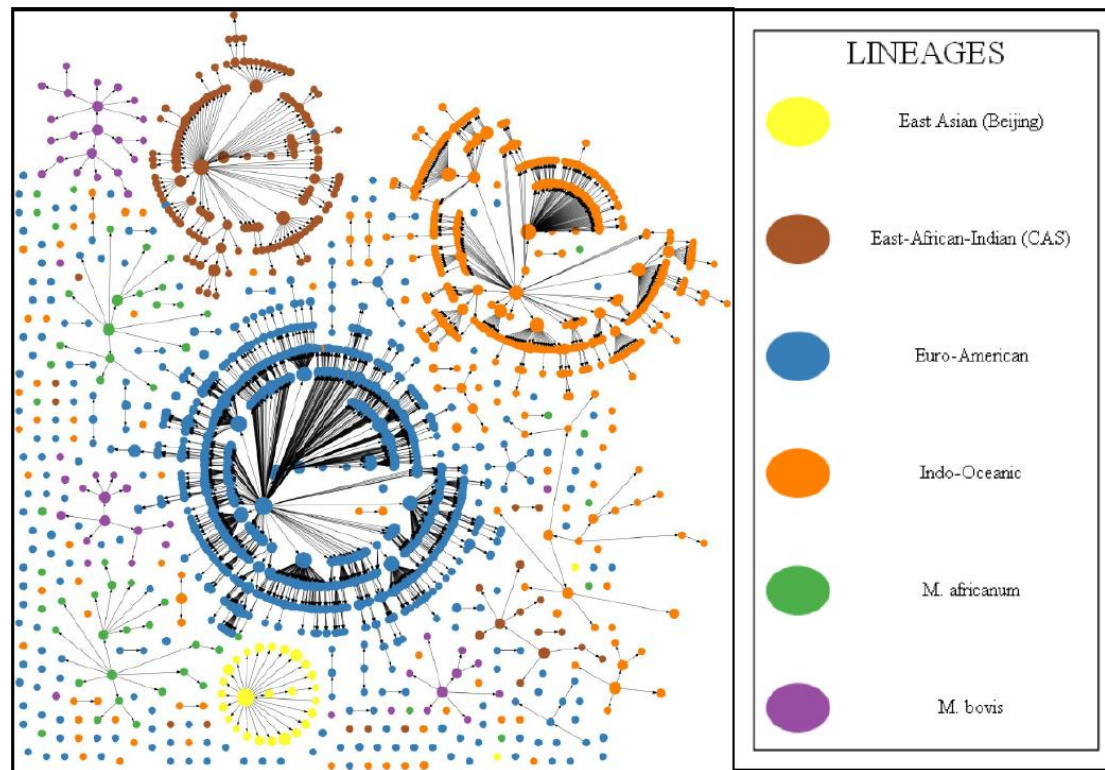 LINEAGES
East Asian (Beijing)
East-African-Indian (CAS)
Euro-American
Indo-Oceanic
M. africanum
M. bovis